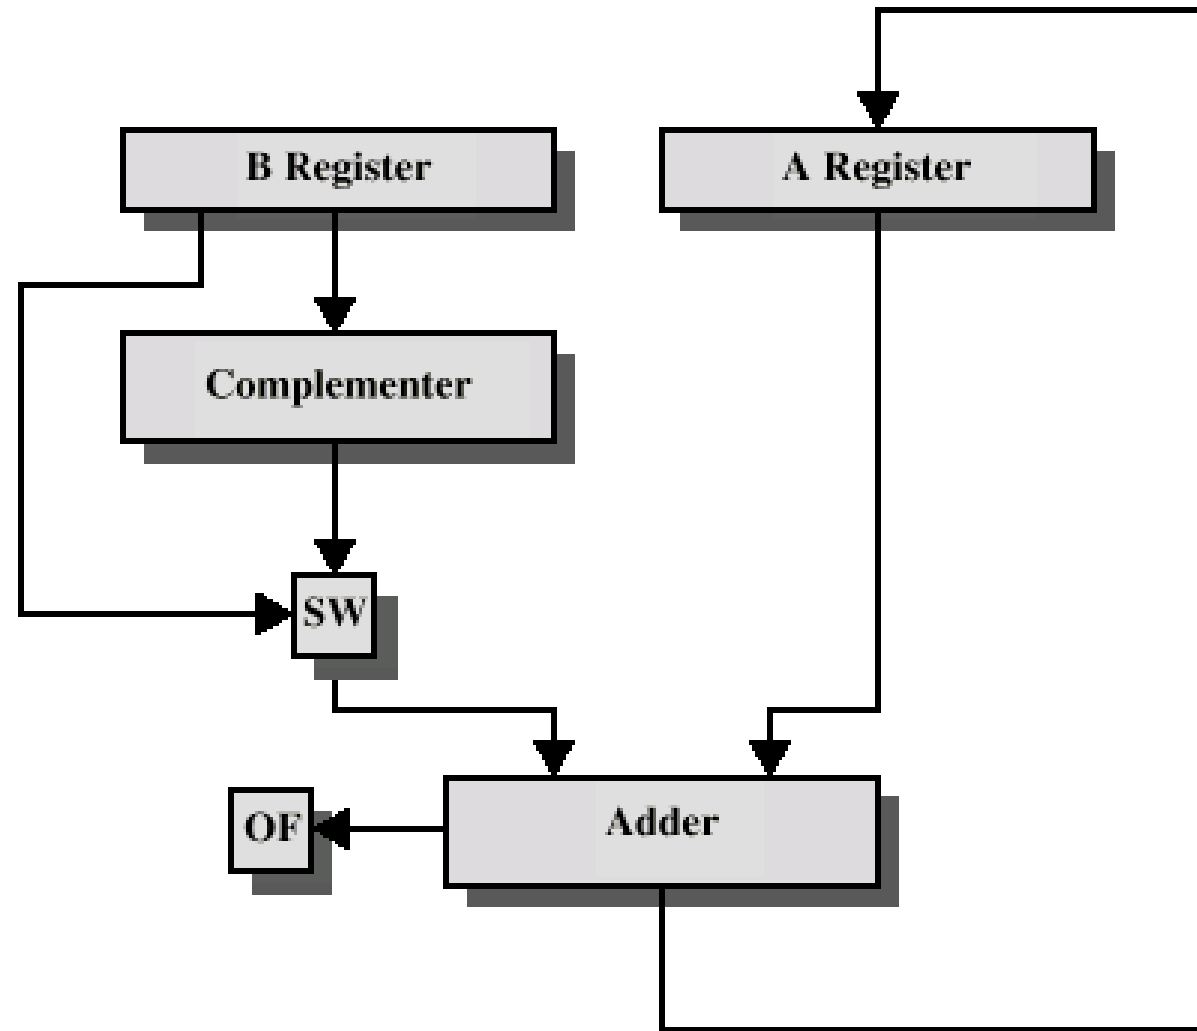 B Register
A Register
Complementer
SW
OF
Adder